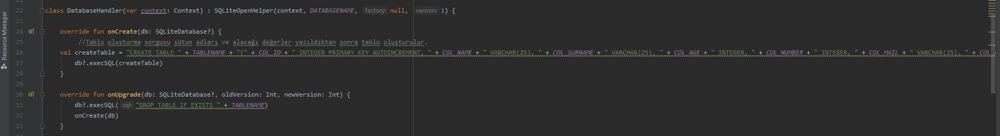 Resource Manager
22 class DatabaseHandler(var context: Context) : SQLiteOpenHelper(context, DATABASENAME, factory: null, version: 1) {
23
24 override fun onCreate(db: SQLiteDatabase?) {
25 //Tablo oluşturma sorgusu sütun adları ve alacağı değerler yazıldıktan sonra tablo oluşturulur.
26 val createTable = "CREATE TABLE " + TABLENAME + "(" + COL_ID + " INTEGER PRIMARY KEY AUTOINCREMENT, " + COL_NAME + " VARCHAR(25), " + COL_SURNAME + " VARCHAR(25), " + COL_AGE + " INTEGER, " + COL_NUMBER + " INTEGER, " + COL_MAIL + " VARCHAR(25), " + COL
27 db?.execSQL(createTable)
28 }
29
30 override fun onUpgrade(db: SQLiteDatabase?, oldVersion: Int, newVersion: Int) {
31 db?.execSQL( sql: "DROP TABLE IF EXISTS " + TABLENAME)
32 onCreate(db)
33 }